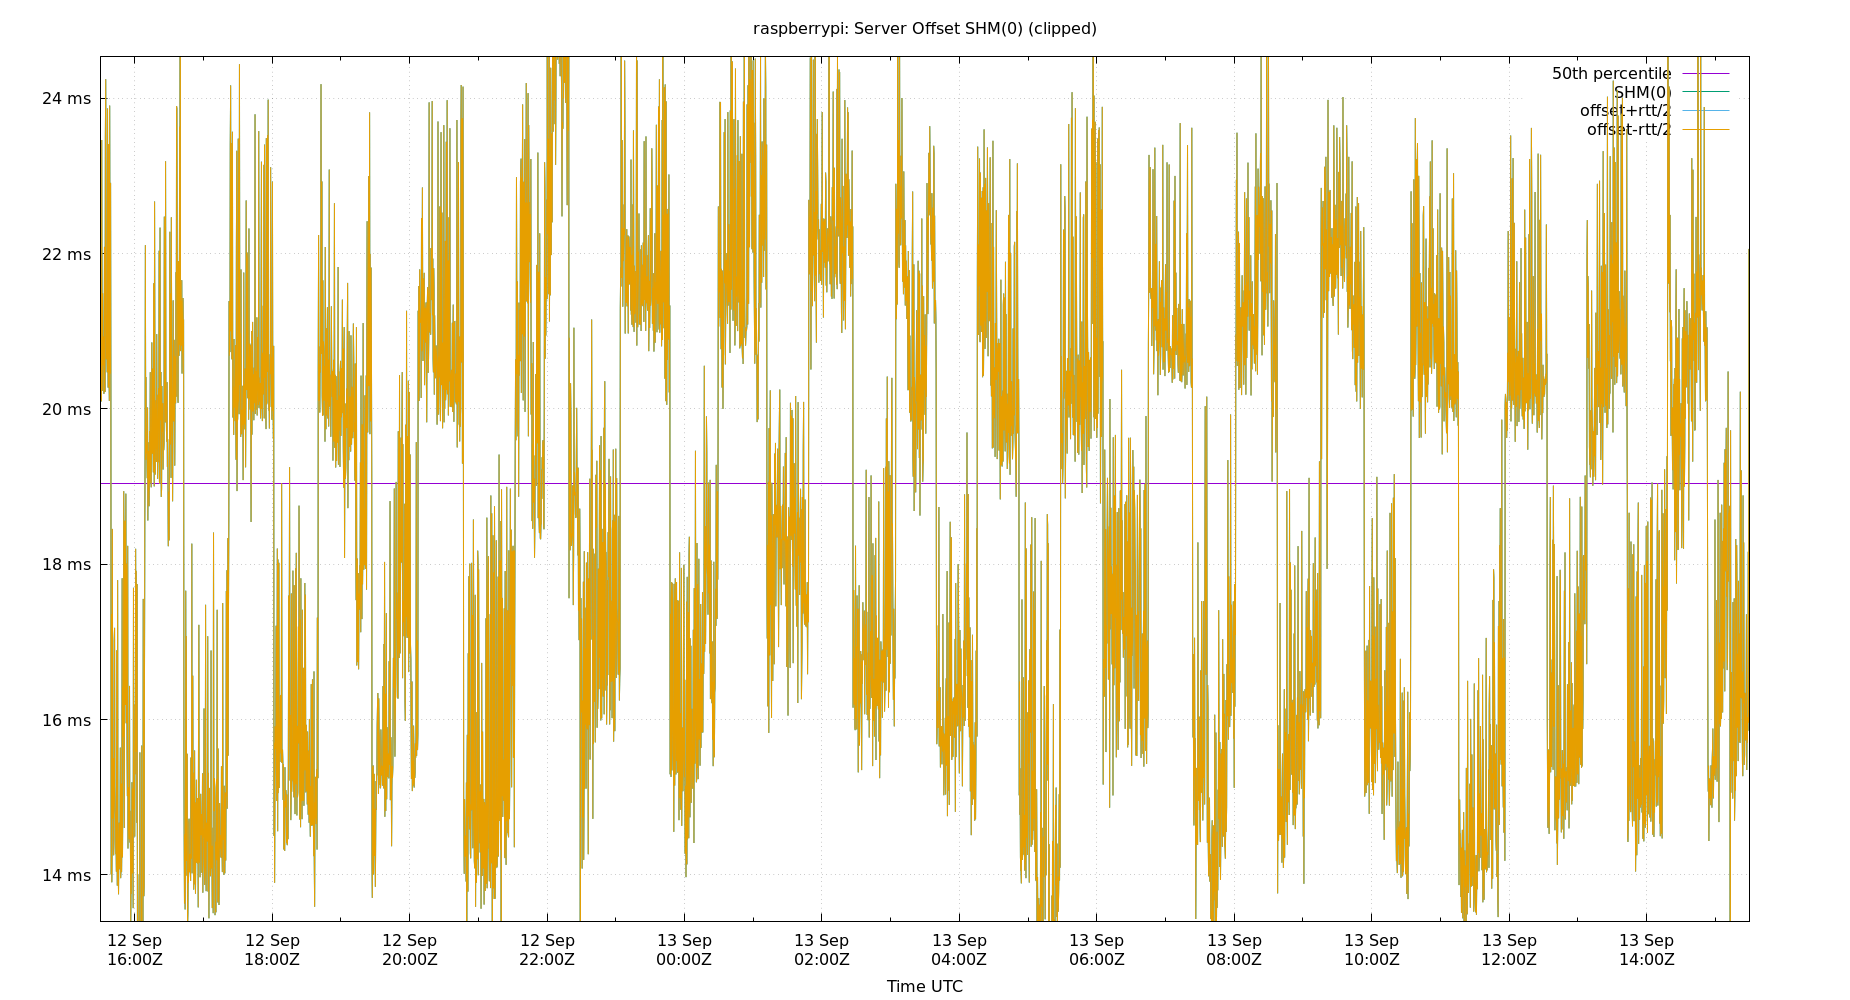 raspberrypi: Server Offset SHM(0) (clipped)
50th percentile
SHM(0)
offset+rtt/2
offset-rtt/2
24 ms
22 ms
20 ms
18 ms
16 ms
14 ms
12 Sep 12 Sep 12 Sep 12 Sep 13 Sep 13 Sep 13 Sep 13 Sep 13 Sep 13 Sep 13 Sep 13 Sep
16:00Z 18:00Z 20:00Z 22:00Z 00:00Z 02:00Z 04:00Z 06:00Z 08:00Z 10:00Z 12:00Z 14:00Z
Time UTC